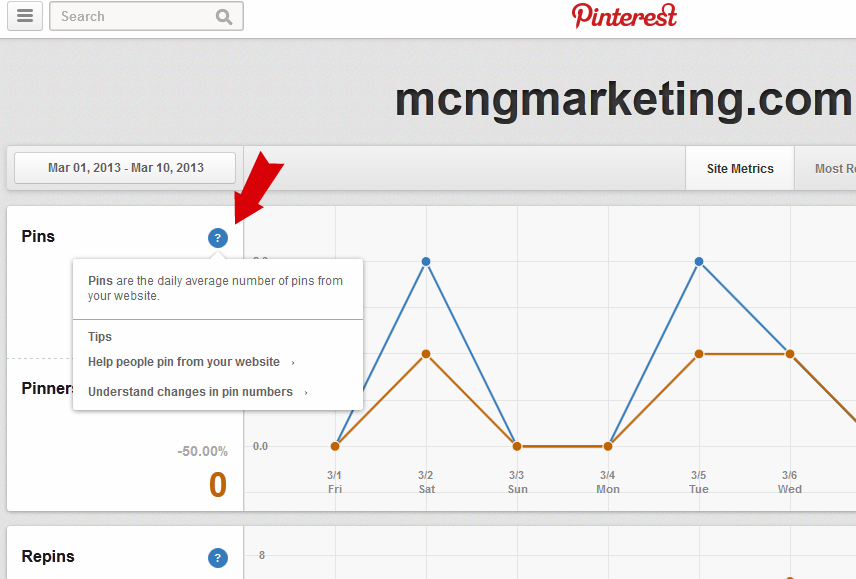 Search
Pinterest
mcngmarketing.com
Mar 01, 2013 - Mar 10, 2013
Site Metrics
Most Re
Pins
?
Pins are the daily average number of pins from
your website.
Tips
Help people pin from your website ›
Understand changes in pin numbers ›
Pinners
-50.00%
0
0.0
3/1
Fri
3/2
Sat
3/3
Sun
3/4
Mon
3/5
Tue
3/6
Wed
Repins
?
8